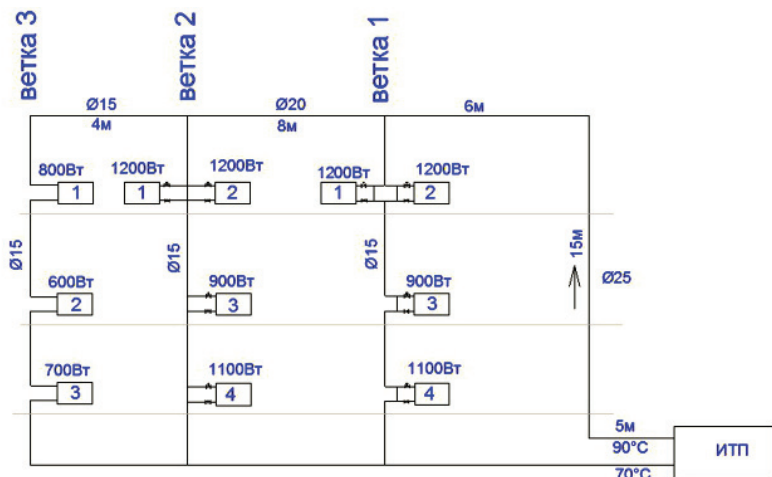 ветка 3
ветка 2
ветка 1
Ø15
4м
Ø20
8м
6м
800Вт
1
1200Вт
1
1200Вт
2
1200Вт
1
1200Вт
2
Ø15
Ø15
Ø15
15м
Ø25
600Вт
2
900Вт
3
900Вт
3
700Вт
3
1100Вт
4
1100Вт
4
5м
90°C
ИТП
70°C